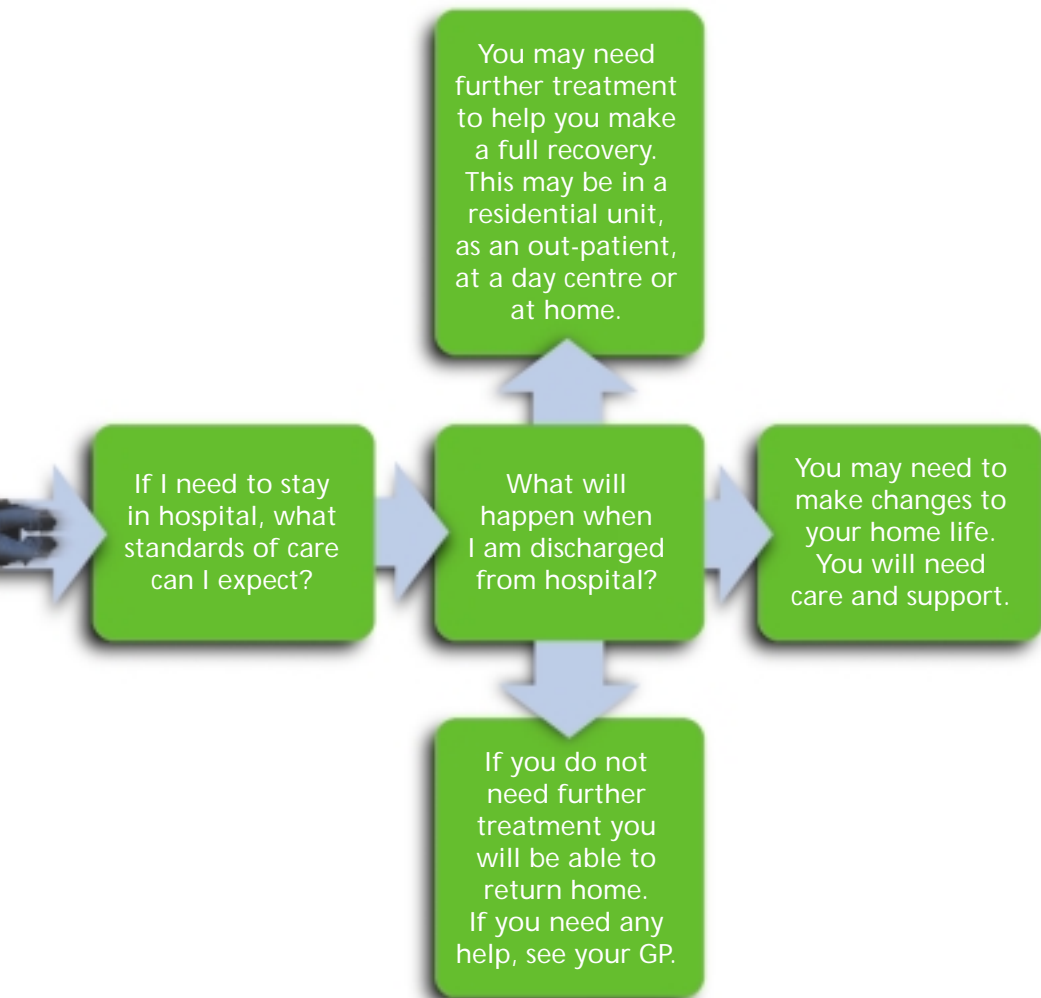 You may need
further treatment
to help you make
a full recovery.
This may be in a
residential unit,
as an out-patient,
at a day centre or
at home.
If I need to stay
in hospital, what
standards of care
can I expect?
What will
happen when
I am discharged
from hospital?
You may need to
make changes to
your home life.
You will need
care and support.
If you do not
need further
treatment you
will be able to
return home.
If you need any
help, see your GP.